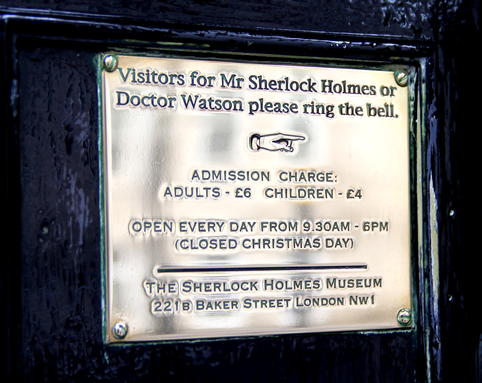 Visitors for Mr Sherlock Holmes or
Doctor Watson please ring the bell.
ADMISSION CHARGE:
ADULTS - £6 CHILDREN - £4
OPEN EVERY DAY FROM 9.30AM - 6PM
(CLOSED CHRISTMAS DAY)
THE SHERLOCK HOLMES MUSEUM
221B BAKER STREET LONDON NW1